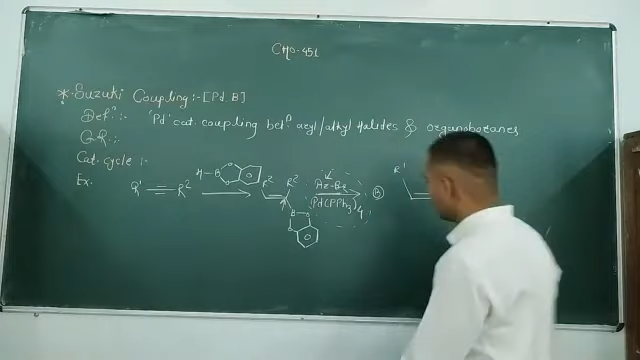 CHO-451
*. Suzuki Coupling :- [Pd. B]
Defn :- 'Pd' cat. coupling betn aryl/alkyl Halides & organoboranes
G.R. :-
Cat. cycle :-
Ex. R1 ≡ R2 H-B R2 R2 B Ar-Br Pd(PPh3)4 B R1